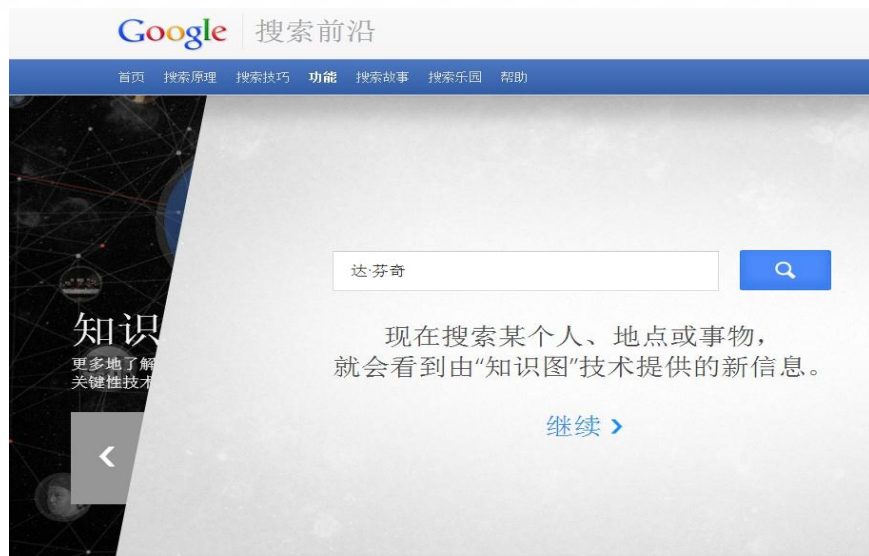 Google 搜索前沿
首页 搜索原理 搜索技巧 功能 搜索故事 搜索乐园 帮助
达·芬奇
现在搜索某个人、地点或事物，
就会看到由“知识图”技术提供的新信息。
继续
知识
更多地了解
关键性技术